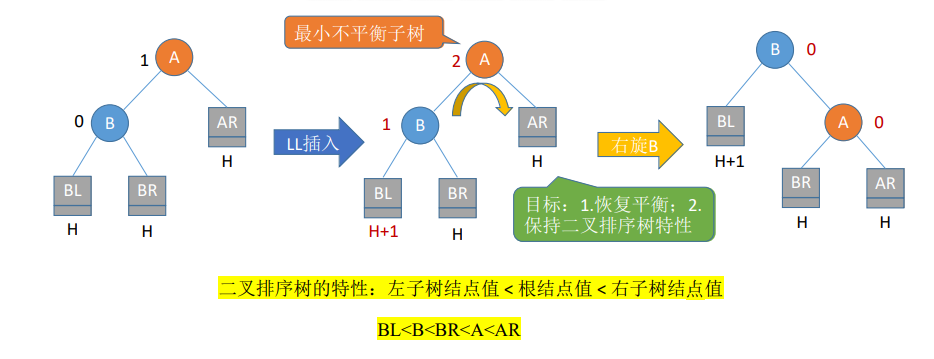 最小不平衡子树
1
A
0
B
AR
H
BL
BR
H
H
LL插入
2
A
1
B
AR
H
BL
BR
H+1
H
右旋B
目标：1.恢复平衡；2.
保持二叉排序树特性
B
0
BL
H+1
A
0
BR
AR
H
H
二叉排序树的特性：左子树结点值 < 根结点值 < 右子树结点值
BL<B<BR<A<AR